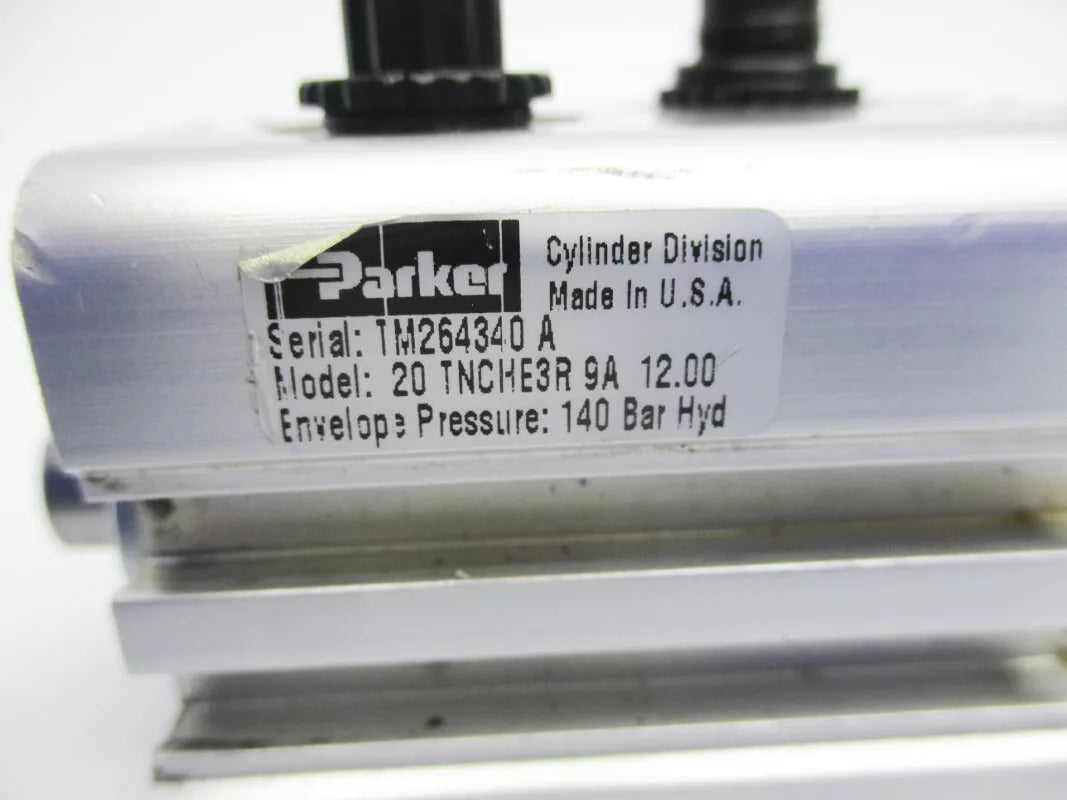 Parker
Cylinder Division
Made In U.S.A.
Serial: TM264340 A
Model: 20 TNCHE3R 9A 12.00
Envelope Pressure: 140 Bar Hyd